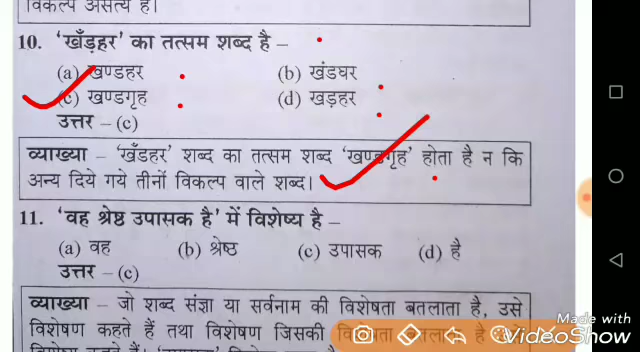 विकल्प असत्य हैं।
10. 'खँड़हर' का तत्सम शब्द है –
(a) खण्डहर (b) खंडघर
(c) खण्डगृह (d) खड़हर
उत्तर – (c)
व्याख्या – 'खँडहर' शब्द का तत्सम शब्द 'खण्डगृह' होता है न कि
अन्य दिये गये तीनों विकल्प वाले शब्द।
11. 'वह श्रेष्ठ उपासक है' में विशेष्य है –
(a) वह (b) श्रेष्ठ (c) उपासक (d) है
उत्तर – (c)
व्याख्या – जो शब्द संज्ञा या सर्वनाम की विशेषता बतलाता है, उसे
विशेषण कहते हैं तथा विशेषण जिसकी
Made with
VideoShow